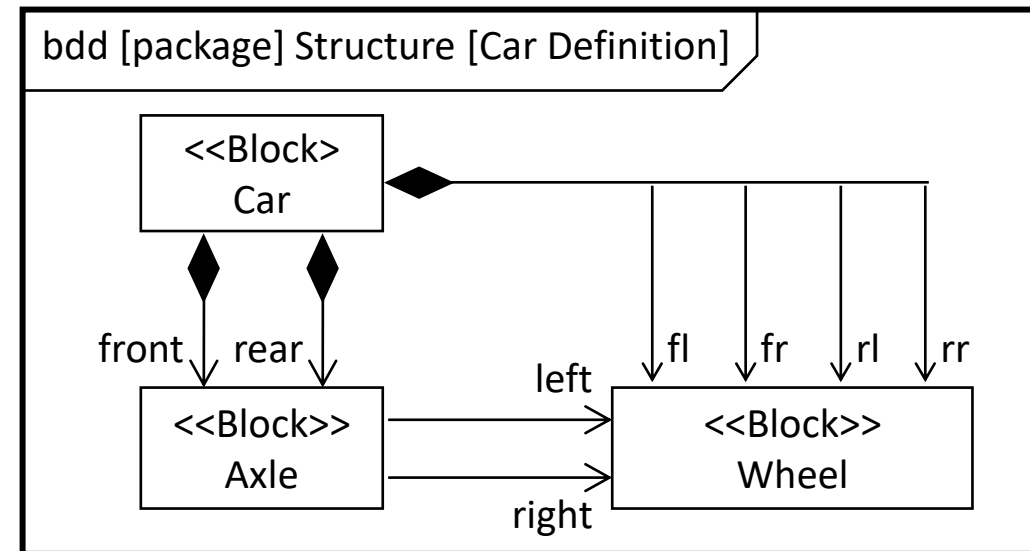 bdd [package] Structure [Car Definition]
<<Block>
Car
front
rear
fl
fr
rl
rr
left
<<Block>>
Axle
<<Block>>
Wheel
right